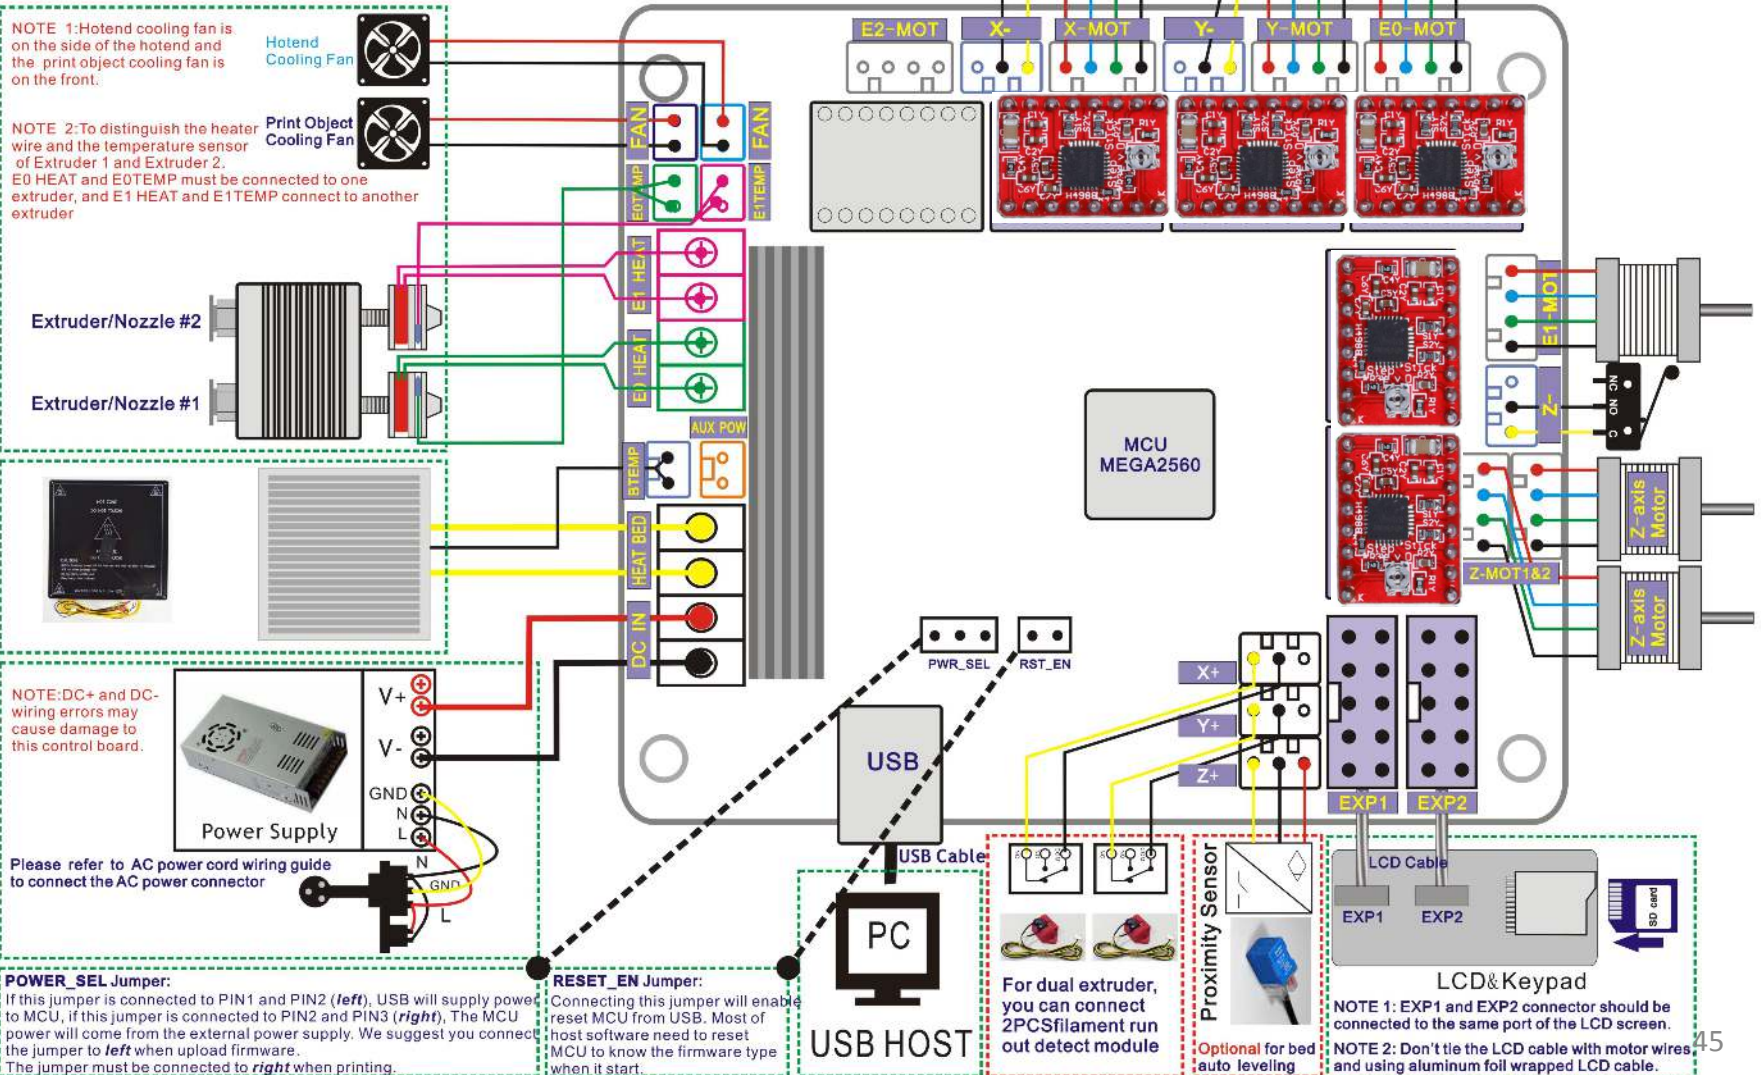 NOTE 1:Hotend cooling fan is
on the side of the hotend and
the print object cooling fan is
on the front.
Hotend
Cooling Fan
NOTE 2:To distinguish the heater
wire and the temperature sensor
of Extruder 1 and Extruder 2.
E0 HEAT and E0TEMP must be connected to one
extruder, and E1 HEAT and E1TEMP connect to another
extruder
Print Object
Cooling Fan
Extruder/Nozzle #2
Extruder/Nozzle #1
FAN
FAN
E0TEMP
E1TEMP
E1 HEAT
E0 HEAT
AUX POW
BTEMP
HEAT BED
DC IN
E2-MOT
X-
X-MOT
Y-
Y-MOT
E0-MOT
E1-MOT
Z-
NC
NO
C
Z-axis
Motor
Z-axis
Motor
Z-MOT1&2
MCU
MEGA2560
PWR_SEL
RST_EN
X+
Y+
Z+
EXP1
EXP2
USB
USB Cable
NOTE:DC+ and DC-
wiring errors may
cause damage to
this control board.
V+
V-
GND
N
L
Power Supply
Please refer to AC power cord wiring guide
to connect the AC power connector
N
GND
L
POWER_SEL Jumper:
If this jumper is connected to PIN1 and PIN2 (left), USB will supply power
to MCU, if this jumper is connected to PIN2 and PIN3 (right), The MCU
power will come from the external power supply. We suggest you connect
the jumper to left when upload firmware.
The jumper must be connected to right when printing.
RESET_EN Jumper:
Connecting this jumper will enable
reset MCU from USB. Most of
host software need to reset
MCU to know the firmware type
when it start.
PC
USB HOST
For dual extruder,
you can connect
2PCSfilament run
out detect module
Proximity Sensor
Optional for bed
auto leveling
LCD Cable
EXP1
EXP2
SD card
LCD&Keypad
NOTE 1: EXP1 and EXP2 connector should be
connected to the same port of the LCD screen.
NOTE 2: Don't tie the LCD cable with motor wires
and using aluminum foil wrapped LCD cable.
45